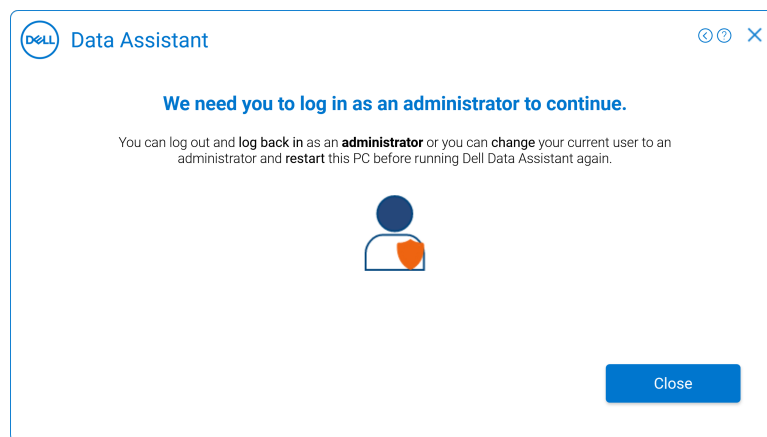 DELL Data Assistant
We need you to log in as an administrator to continue.
You can log out and log back in as an administrator or you can change your current user to an
administrator and restart this PC before running Dell Data Assistant again.
Close